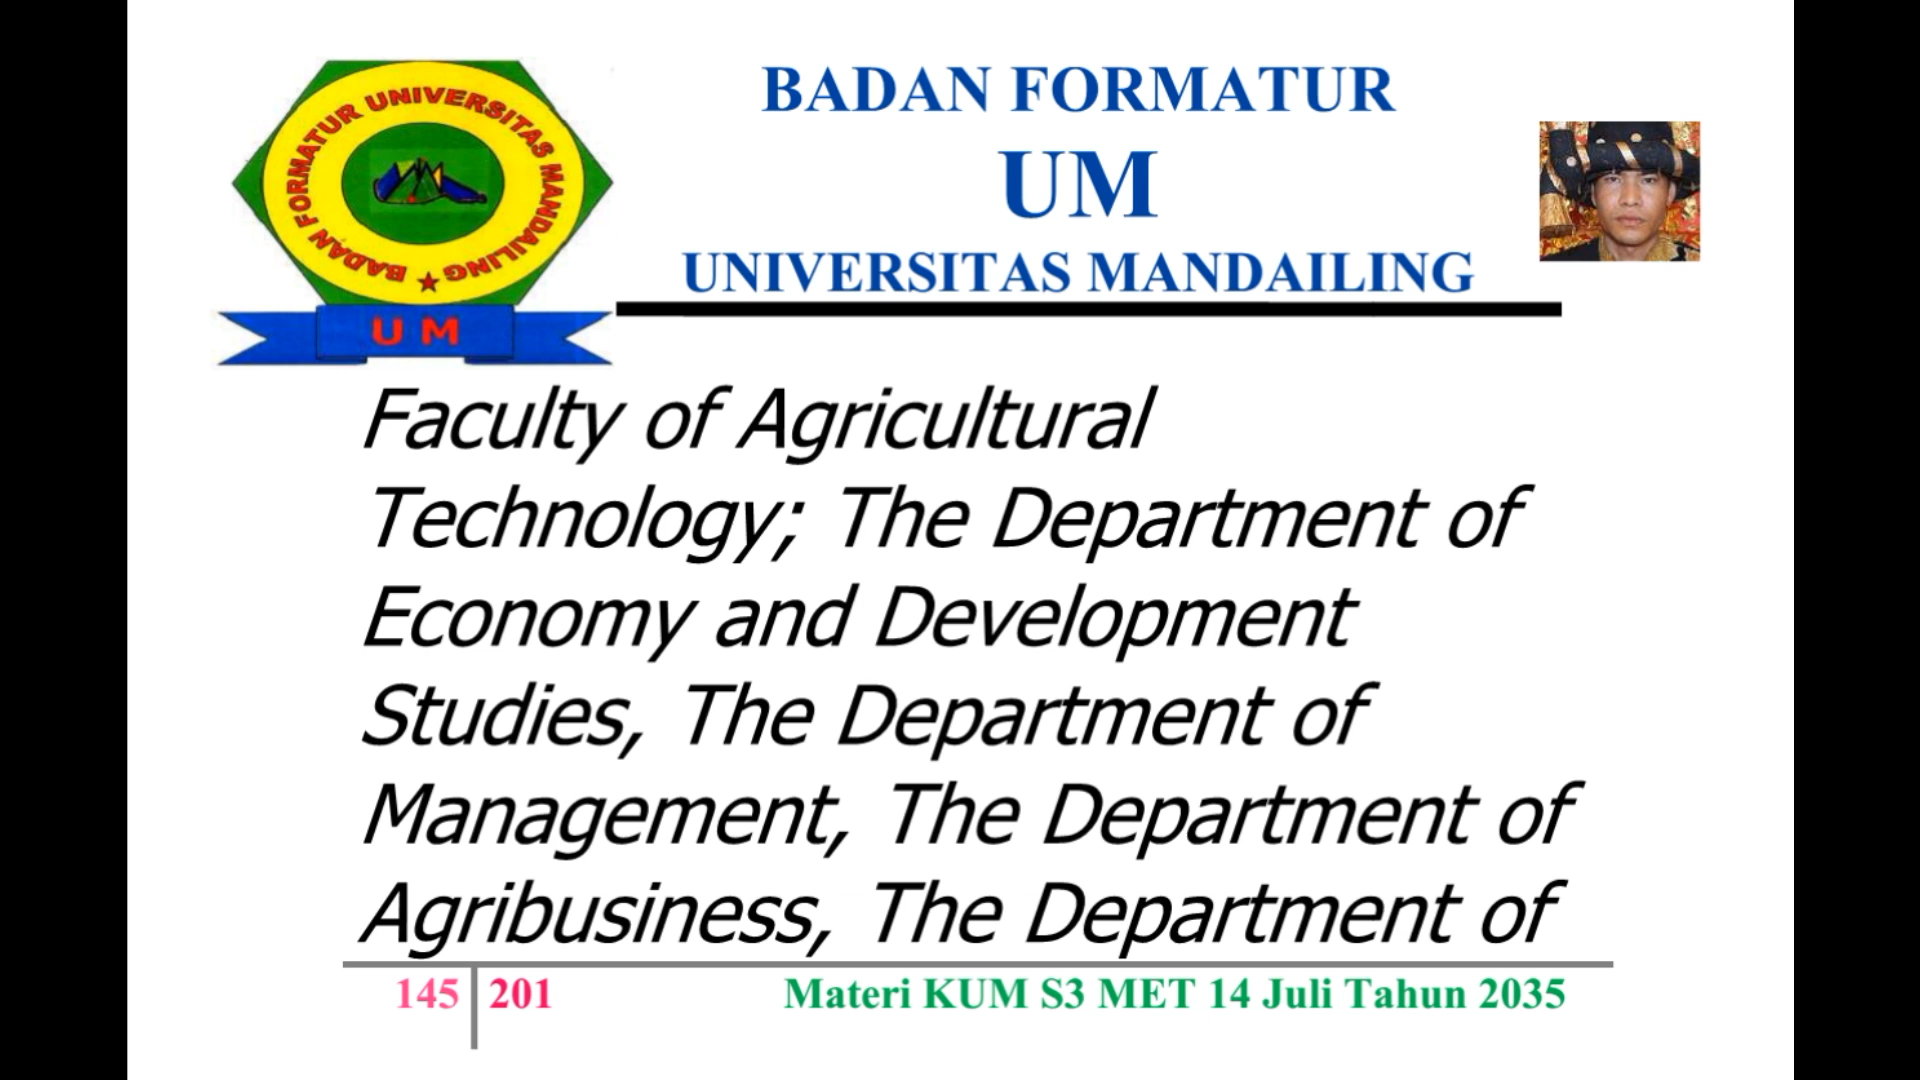 BADAN FORMATUR UNIVERSITAS MANDAILING
UM
BADAN FORMATUR
UM
UNIVERSITAS MANDAILING
Faculty of Agricultural
Technology; The Department of
Economy and Development
Studies, The Department of
Management, The Department of
Agribusiness, The Department of
145 201 Materi KUM S3 MET 14 Juli Tahun 2035